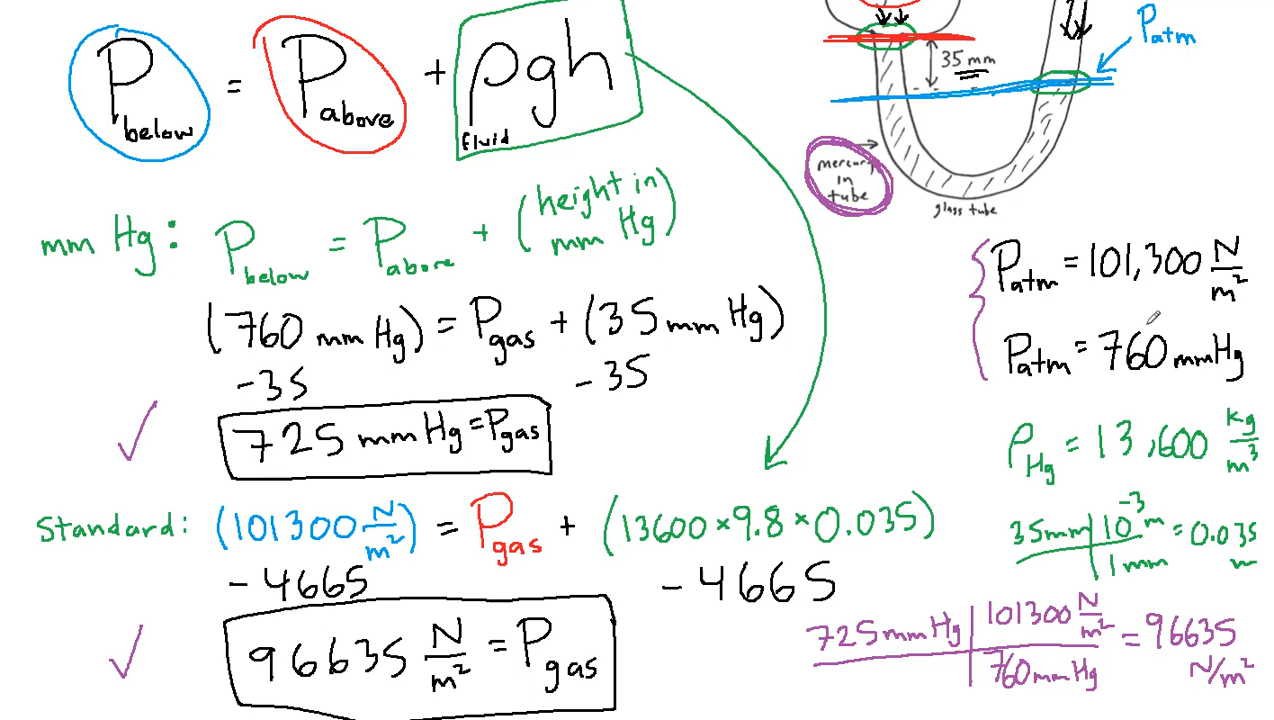 P below = P above + ρgh fluid
mm Hg: P below = P above + (height in mm Hg)
(760 mm Hg) = P gas + (35 mm Hg)
-35 -35
725 mm Hg = P gas
Standard: (101300 N/m²) = P gas + (13600 × 9.8 × 0.035)
-4665 -4665
96635 N/m² = P gas
P atm
35 mm
mercury
in
tube
glass tube
P atm = 101,300 N/m²
P atm = 760 mmHg
ρ Hg = 13,600 kg/m³
35mm | 10⁻³ m / 1mm = 0.035 m
725 mm Hg | 101300 N/m² / 760 mm Hg = 96635 N/m²